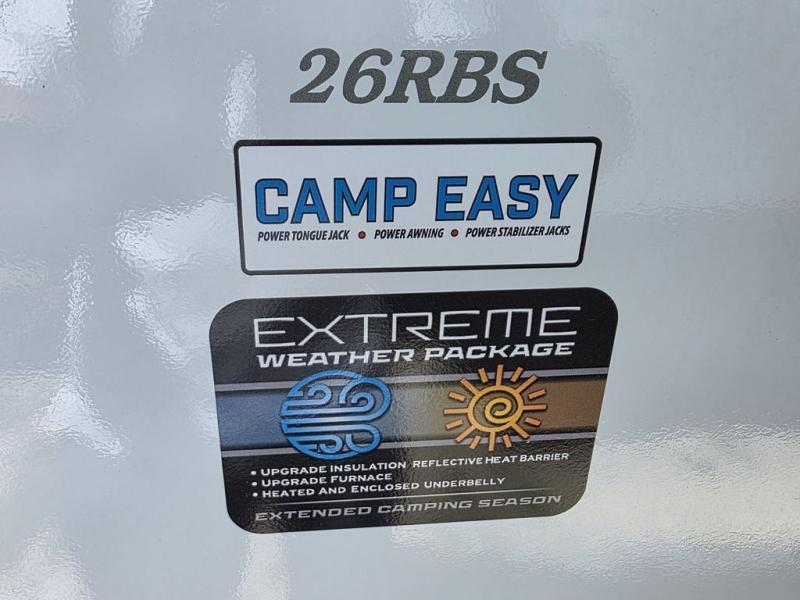 26RBS
CAMP EASY
POWER TONGUE JACK • POWER AWNING • POWER STABILIZER JACKS
EXTREME
WEATHER PACKAGE
• UPGRADE INSULATION/REFLECTIVE HEAT BARRIER
• UPGRADE FURNACE
• HEATED AND ENCLOSED UNDERBELLY
EXTENDED CAMPING SEASON